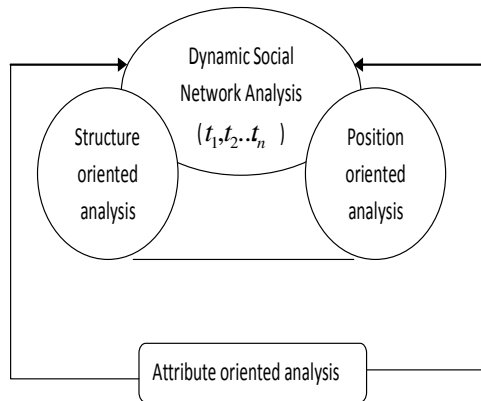 Dynamic Social
Network Analysis
(t₁,t₂..tₙ )
Structure
oriented
analysis
Position
oriented
analysis
Attribute oriented analysis